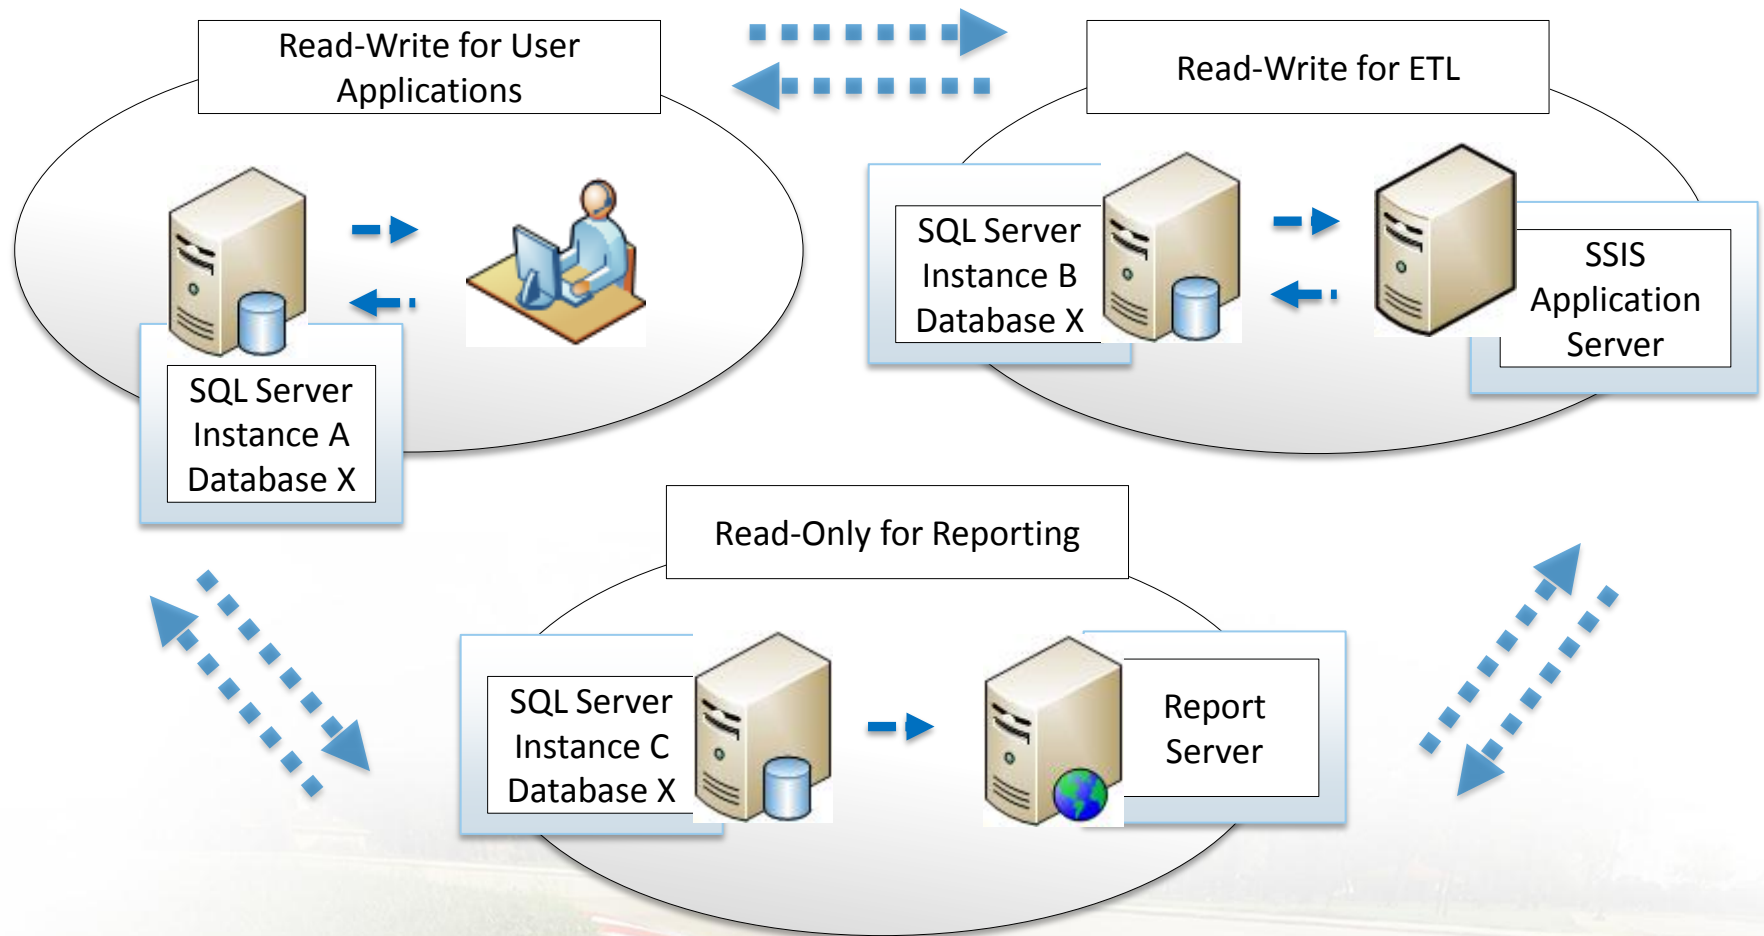 Read-Write for User
Applications
Read-Write for ETL
SQL Server
Instance A
Database X
SQL Server
Instance B
Database X
SSIS
Application
Server
Read-Only for Reporting
SQL Server
Instance C
Database X
Report
Server